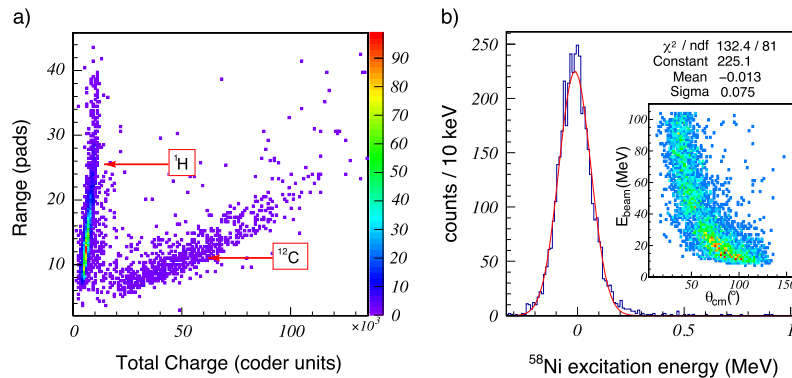 a)
Range (pads)
40
30
20
10
0
50
100
×10³
Total Charge (coder units)
¹H
¹²C
90
80
70
60
50
40
30
20
10
0
b)
counts / 10 keV
250
200
150
100
50
0
0
0.5
1
⁵⁸Ni excitation energy (MeV)
χ² / ndf 132.4 / 81
Constant 225.1
Mean −0.013
Sigma 0.075
E_beam (MeV)
100
80
60
40
20
0
50
100
150
θ_cm(°)